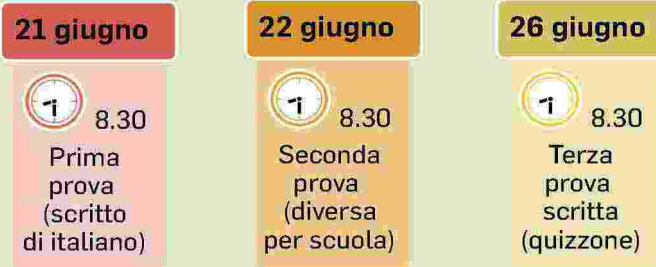 21 giugno
8.30
Prima
prova
(scritto
di italiano)
22 giugno
8.30
Seconda
prova
(diversa
per scuola)
26 giugno
8.30
Terza
prova
scritta
(quizzone)